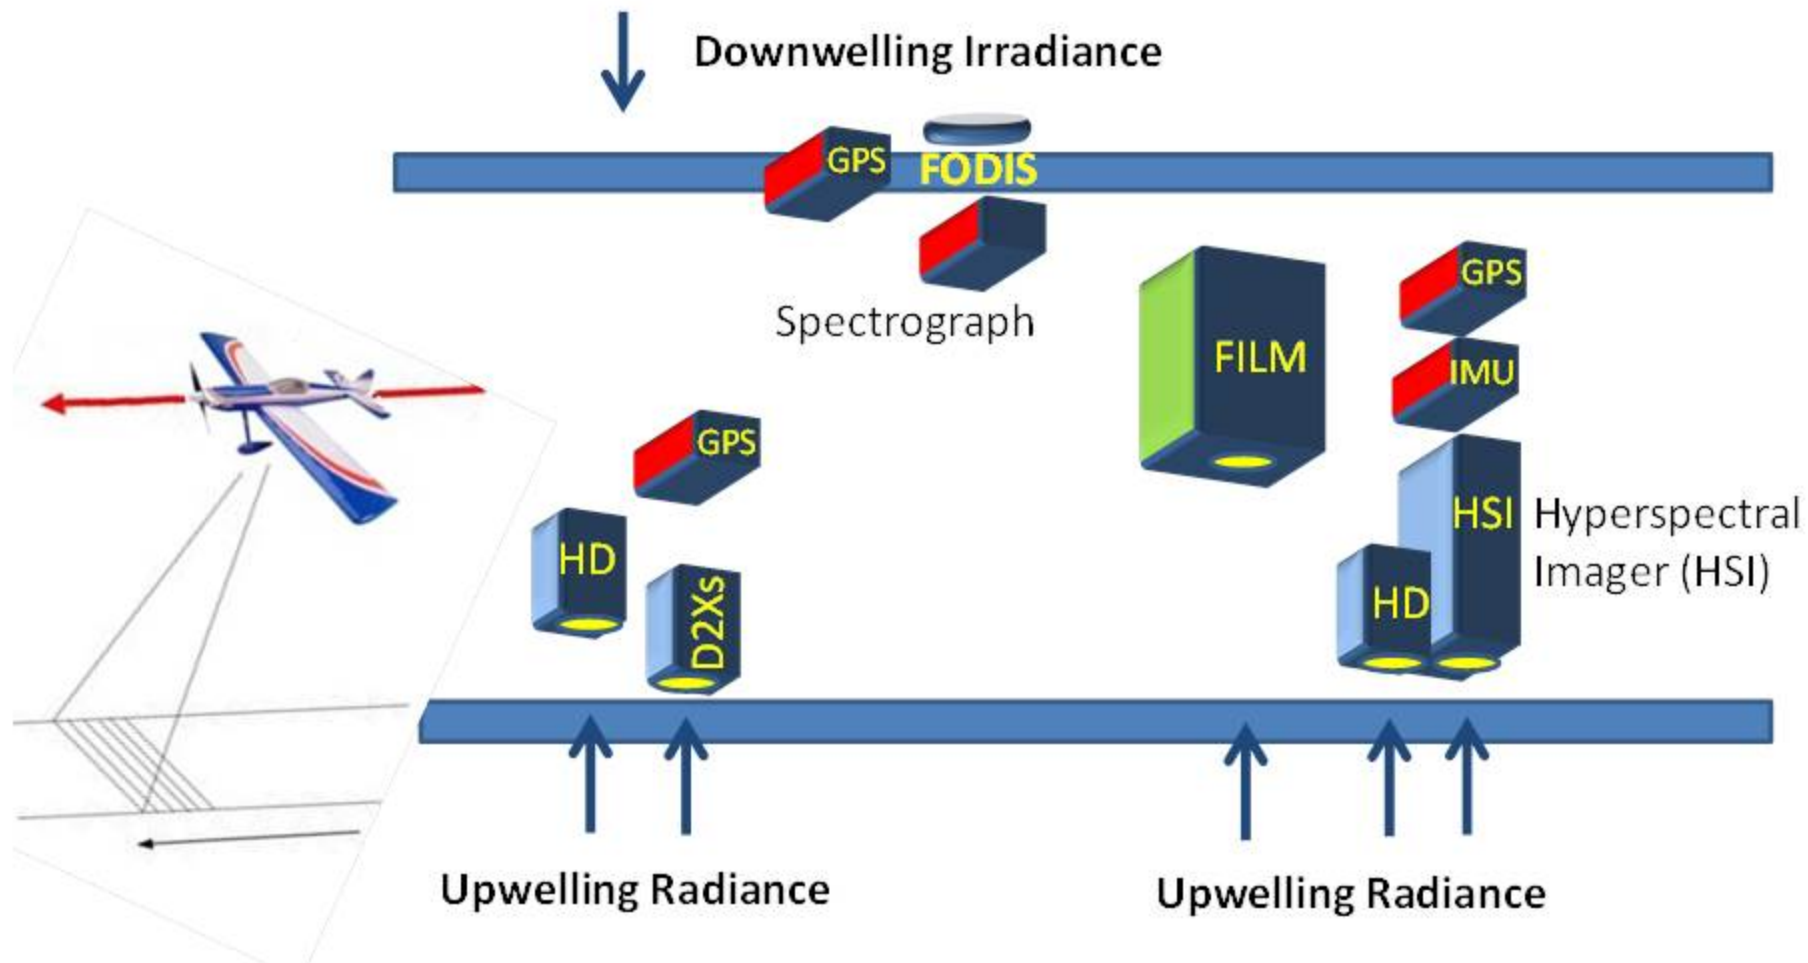 Downwelling Irradiance
GPS
FODIS
Spectrograph
GPS
FILM
IMU
GPS
HD
D2Xs
HSI
Hyperspectral
Imager (HSI)
HD
Upwelling Radiance
Upwelling Radiance